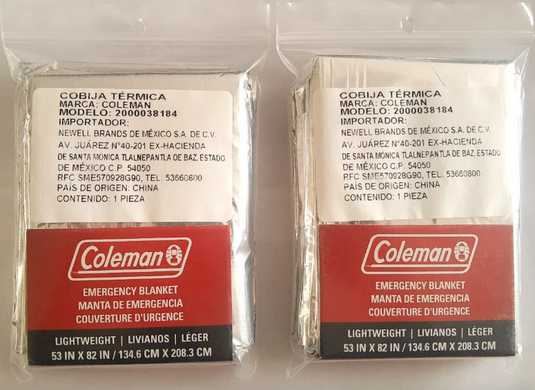 COBIJA TÉRMICA
MARCA: COLEMAN
MODELO: 2000038184
IMPORTADOR:
NEWELL BRANDS DE MÉXICO S.A. DE C.V.
AV. JUÁREZ N°40-201 EX-HACIENDA
DE SANTA MONICA TLALNEPANTLA DE BAZ, ESTADO
DE MÉXICO C.P. 54050
RFC SME570928G90, TEL. 53660800
PAÍS DE ORIGEN: CHINA
CONTENIDO: 1 PIEZA
Coleman
EMERGENCY BLANKET
MANTA DE EMERGENCIA
COUVERTURE D'URGENCE
LIGHTWEIGHT | LIVIANOS | LÉGER
53 IN X 82 IN / 134.6 CM X 208.3 CM
COBIJA TÉRMICA
MARCA: COLEMAN
MODELO: 2000038184
IMPORTADOR:
NEWELL BRANDS DE MÉXICO S.A. DE C.V.
AV. JUÁREZ N°40-201 EX-HACIENDA
DE SANTA MONICA TLALNEPANTLA DE BAZ, ESTADO
DE MÉXICO C.P. 54050
RFC SME570928G90, TEL. 53660800
PAÍS DE ORIGEN: CHINA
CONTENIDO: 1 PIEZA
Coleman
EMERGENCY BLANKET
MANTA DE EMERGENCIA
COUVERTURE D'URGENCE
LIGHTWEIGHT | LIVIANOS | LÉGER
53 IN X 82 IN / 134.6 CM X 208.3 CM